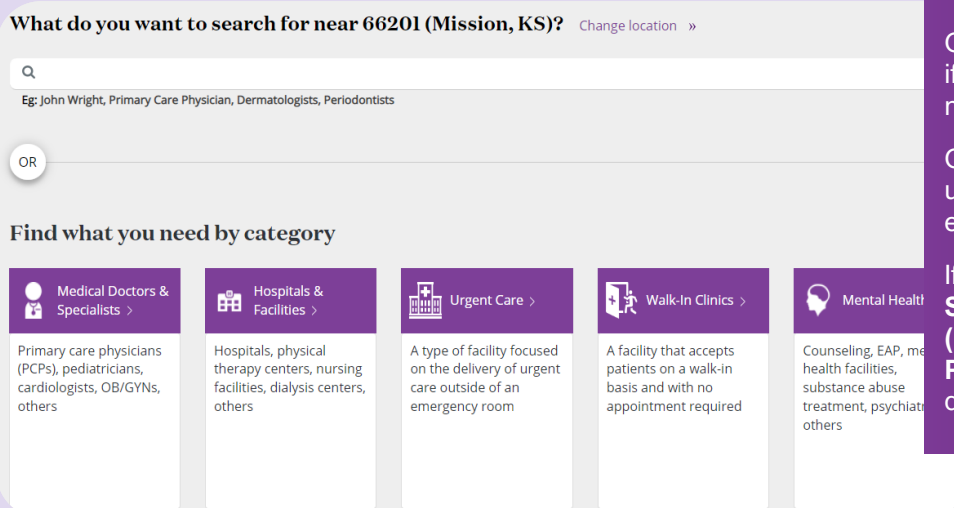 What do you want to search for near 66201 (Mission, KS)? Change location »
Eg: John Wright, Primary Care Physician, Dermatologists, Periodontists
OR
Find what you need by category
Medical Doctors &
Specialists >
Primary care physicians
(PCPs), pediatricians,
cardiologists, OB/GYNs,
others
Hospitals &
Facilities >
Hospitals, physical
therapy centers, nursing
facilities, dialysis centers,
others
Urgent Care >
A type of facility focused
on the delivery of urgent
care outside of an
emergency room
Walk-In Clinics >
A facility that accepts
patients on a walk-in
basis and with no
appointment required
Mental Health
Counseling, EAP,
health facilities,
substance abuse
treatment,
others